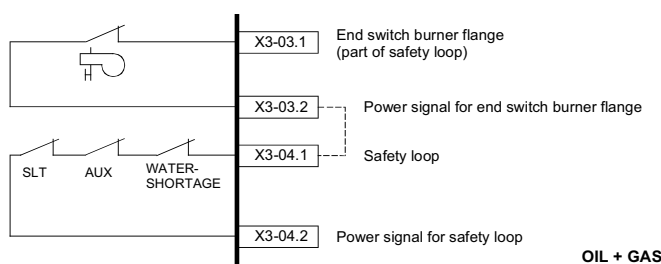 X3-03.1 End switch burner flange
(part of safety loop)
X3-03.2 Power signal for end switch burner flange
X3-04.1 Safety loop
SLT AUX WATER-
SHORTAGE
X3-04.2 Power signal for safety loop
OIL + GAS